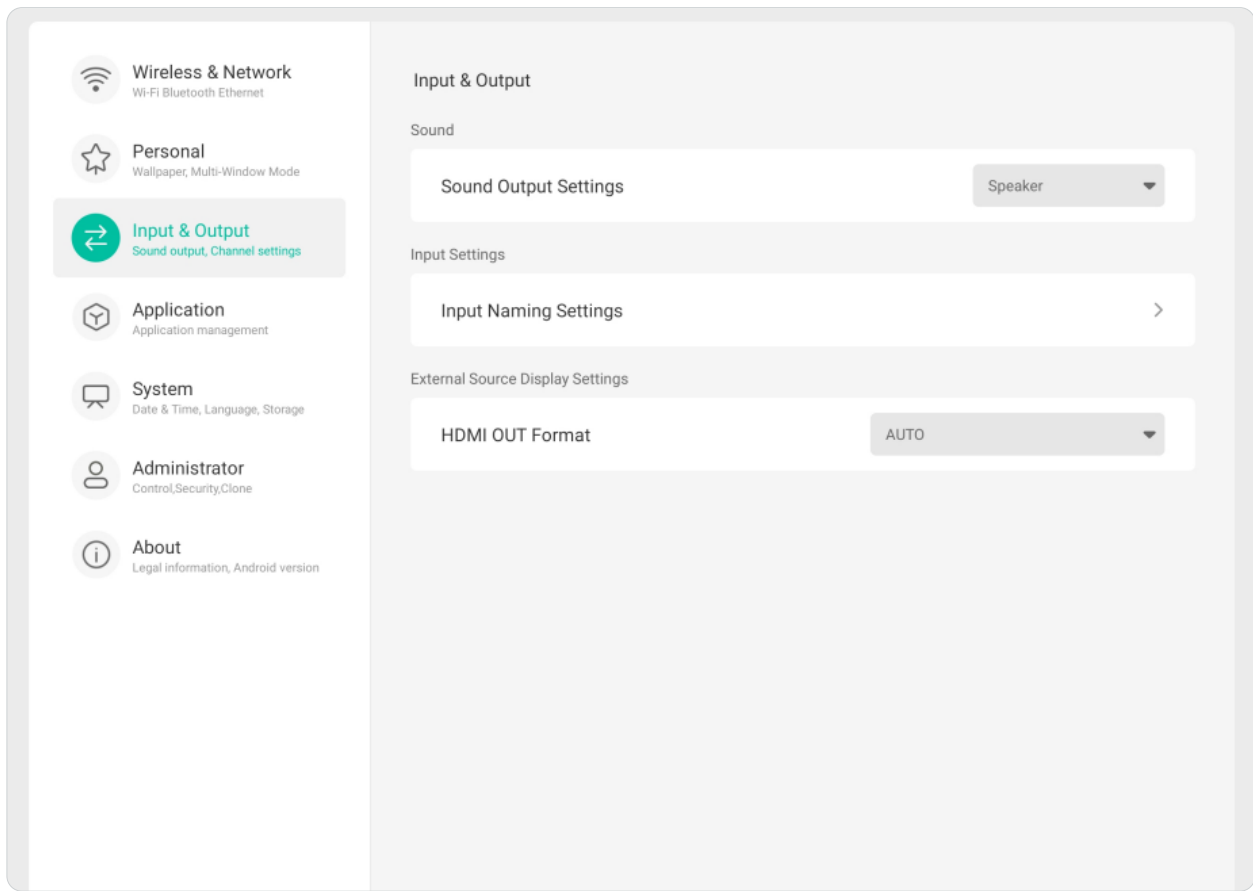 Wireless & Network
Wi-Fi Bluetooth Ethernet
Personal
Wallpaper, Multi-Window Mode
Input & Output
Sound output, Channel settings
Application
Application management
System
Date & Time, Language, Storage
Administrator
Control,Security,Clone
About
Legal information, Android version
Input & Output
Sound
Sound Output Settings
Speaker
Input Settings
Input Naming Settings
External Source Display Settings
HDMI OUT Format
AUTO